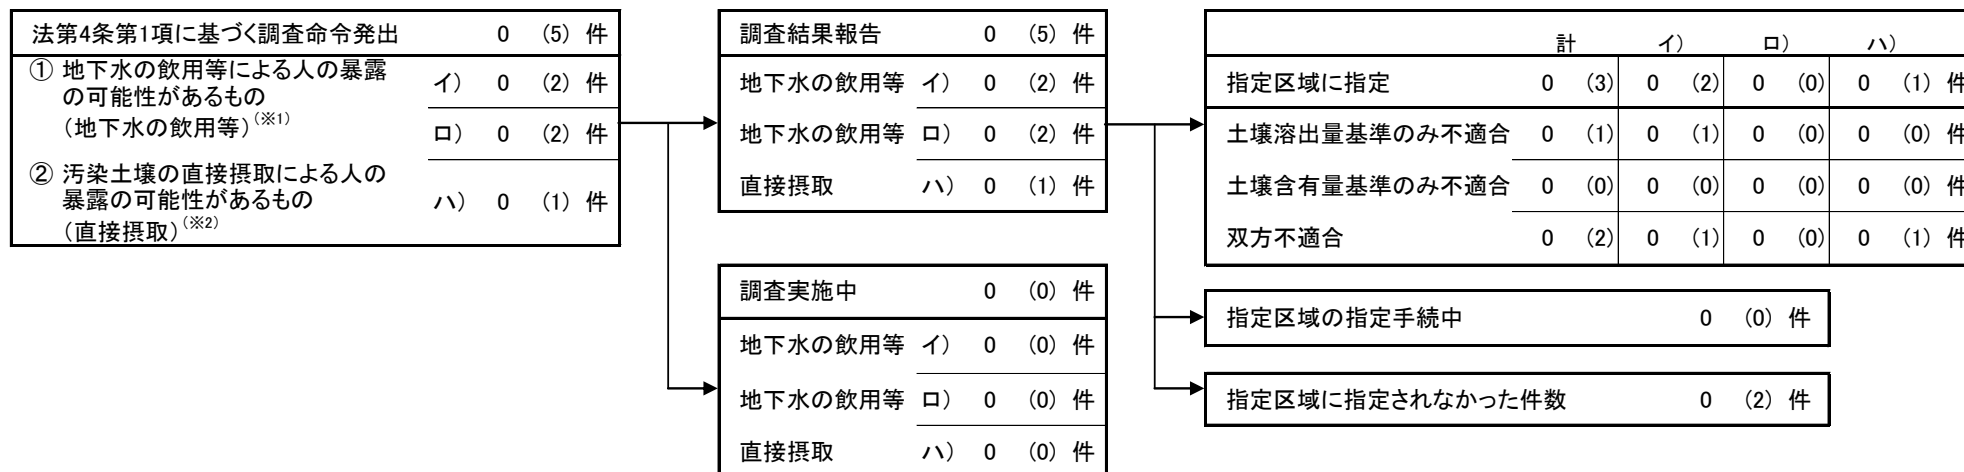 法第4条第1項に基づく調査命令発出 0 (5) 件
① 地下水の飲用等による人の暴露
の可能性があるもの
(地下水の飲用等)(※1)
イ) 0 (2) 件
ロ) 0 (2) 件
② 汚染土壌の直接摂取による人の
暴露の可能性があるもの
(直接摂取)(※2)
ハ) 0 (1) 件
調査結果報告 0 (5) 件
地下水の飲用等 イ) 0 (2) 件
地下水の飲用等 ロ) 0 (2) 件
直接摂取 ハ) 0 (1) 件
調査実施中 0 (0) 件
地下水の飲用等 イ) 0 (0) 件
地下水の飲用等 ロ) 0 (0) 件
直接摂取 ハ) 0 (0) 件
計 イ) ロ) ハ)
指定区域に指定 0 (3) 0 (2) 0 (0) 0 (1) 件
土壌溶出量基準のみ不適合 0 (1) 0 (1) 0 (0) 0 (0) 件
土壌含有量基準のみ不適合 0 (0) 0 (0) 0 (0) 0 (0) 件
双方不適合 0 (2) 0 (1) 0 (0) 0 (1) 件
指定区域の指定手続中 0 (0) 件
指定区域に指定されなかった件数 0 (2) 件